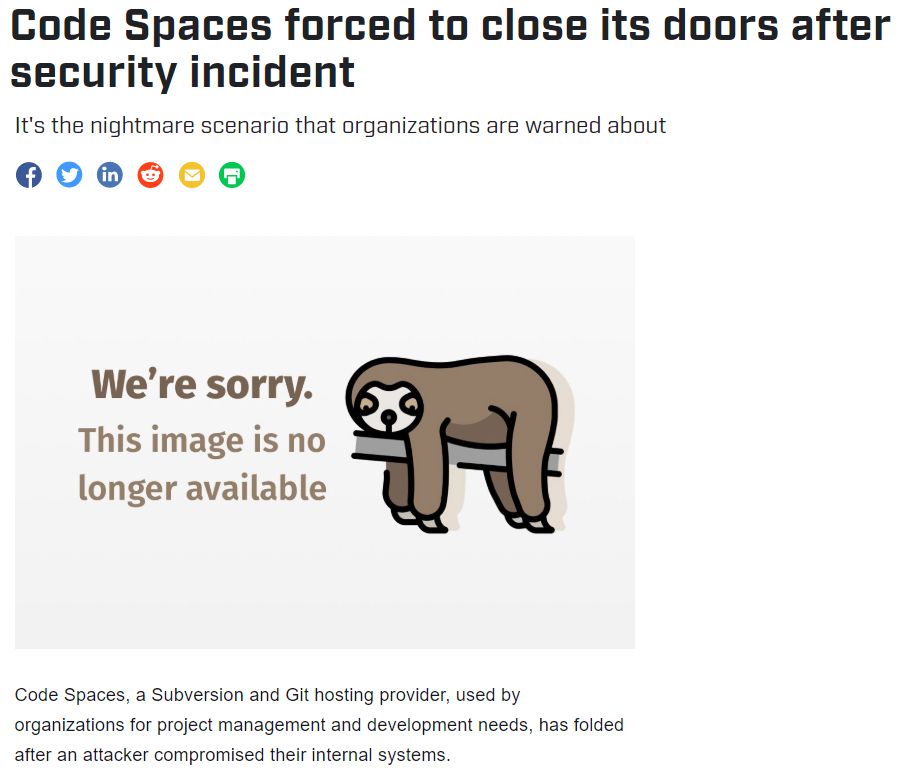 Code Spaces forced to close its doors after
security incident
It's the nightmare scenario that organizations are warned about
We're sorry.
This image is no
longer available
Code Spaces, a Subversion and Git hosting provider, used by
organizations for project management and development needs, has folded
after an attacker compromised their internal systems.